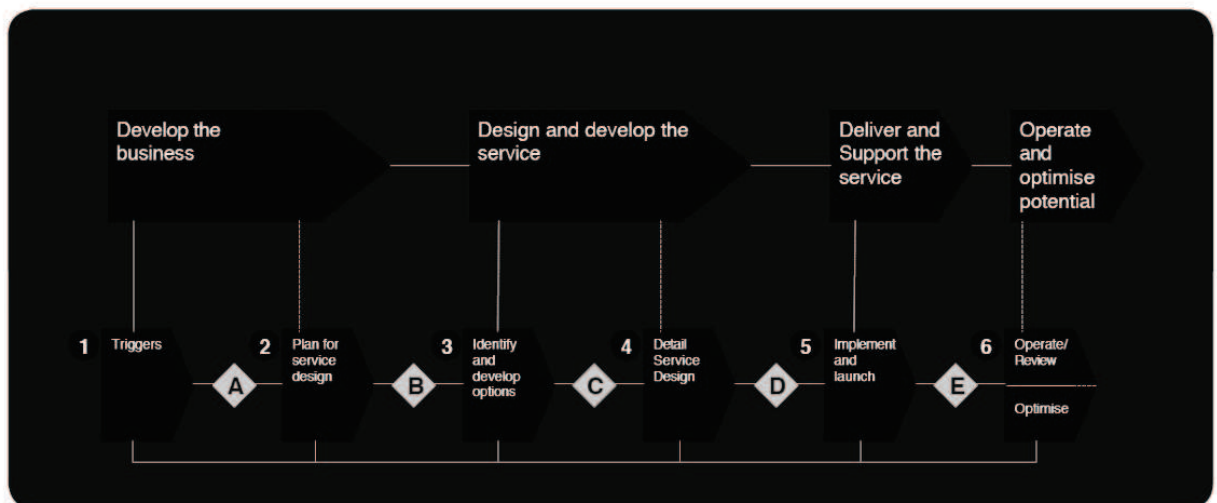 Develop the
business
Design and develop the
service
Deliver and
Support the
service
Operate
and
optimise
potential
1
Triggers
A
2
Plan for
service
design
B
3
Identify
and
develop
options
C
4
Detail
Service
Design
D
5
Implement
and
launch
E
6
Operate/
Review
Optimise